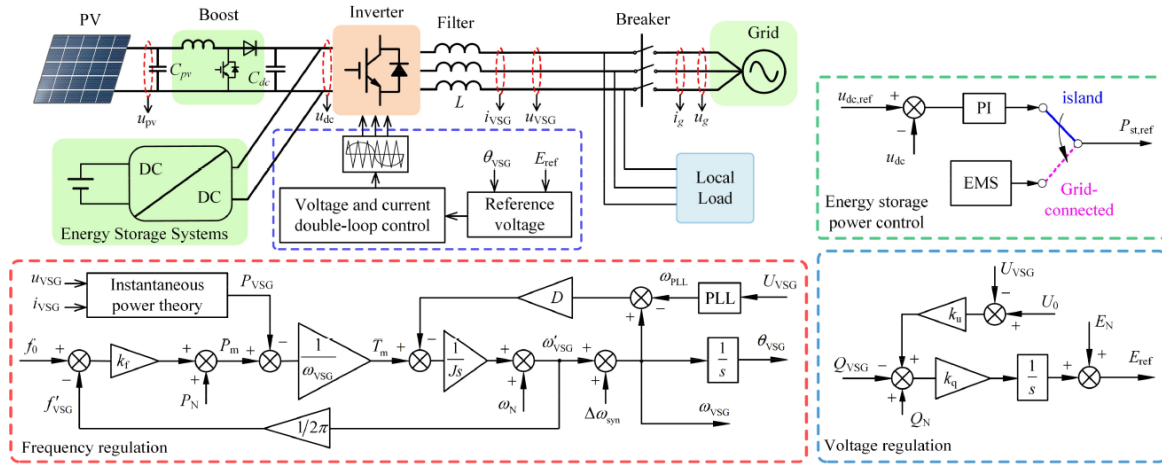 PV
Boost
Inverter
Filter
Breaker
Grid
C_pv
C_dc
L
u_pv
u_dc
i_VSG
u_VSG
i_g
u_g
DC
DC
Energy Storage Systems
θ_VSG
E_ref
Voltage and current
double-loop control
Reference
voltage
Local
Load
u_dc,ref
+
−
u_dc
PI
island
P_st,ref
EMS
Grid-
connected
Energy storage
power control
u_VSG
i_VSG
Instantaneous
power theory
P_VSG
D
ω_PLL
PLL
U_VSG
−
−
+
f_0
+
−
k_f
+
+
P_m
+
−
P_N
1/ω_VSG
T_m
+
1/Js
+
+
ω'_VSG
+
+
1/s
θ_VSG
f'_VSG
ω_N
Δω_syn
ω_VSG
1/2π
Frequency regulation
U_VSG
−
k_u
+
U_0
E_N
Q_VSG
−
+
+
k_q
1/s
+
+
E_ref
Q_N
Voltage regulation